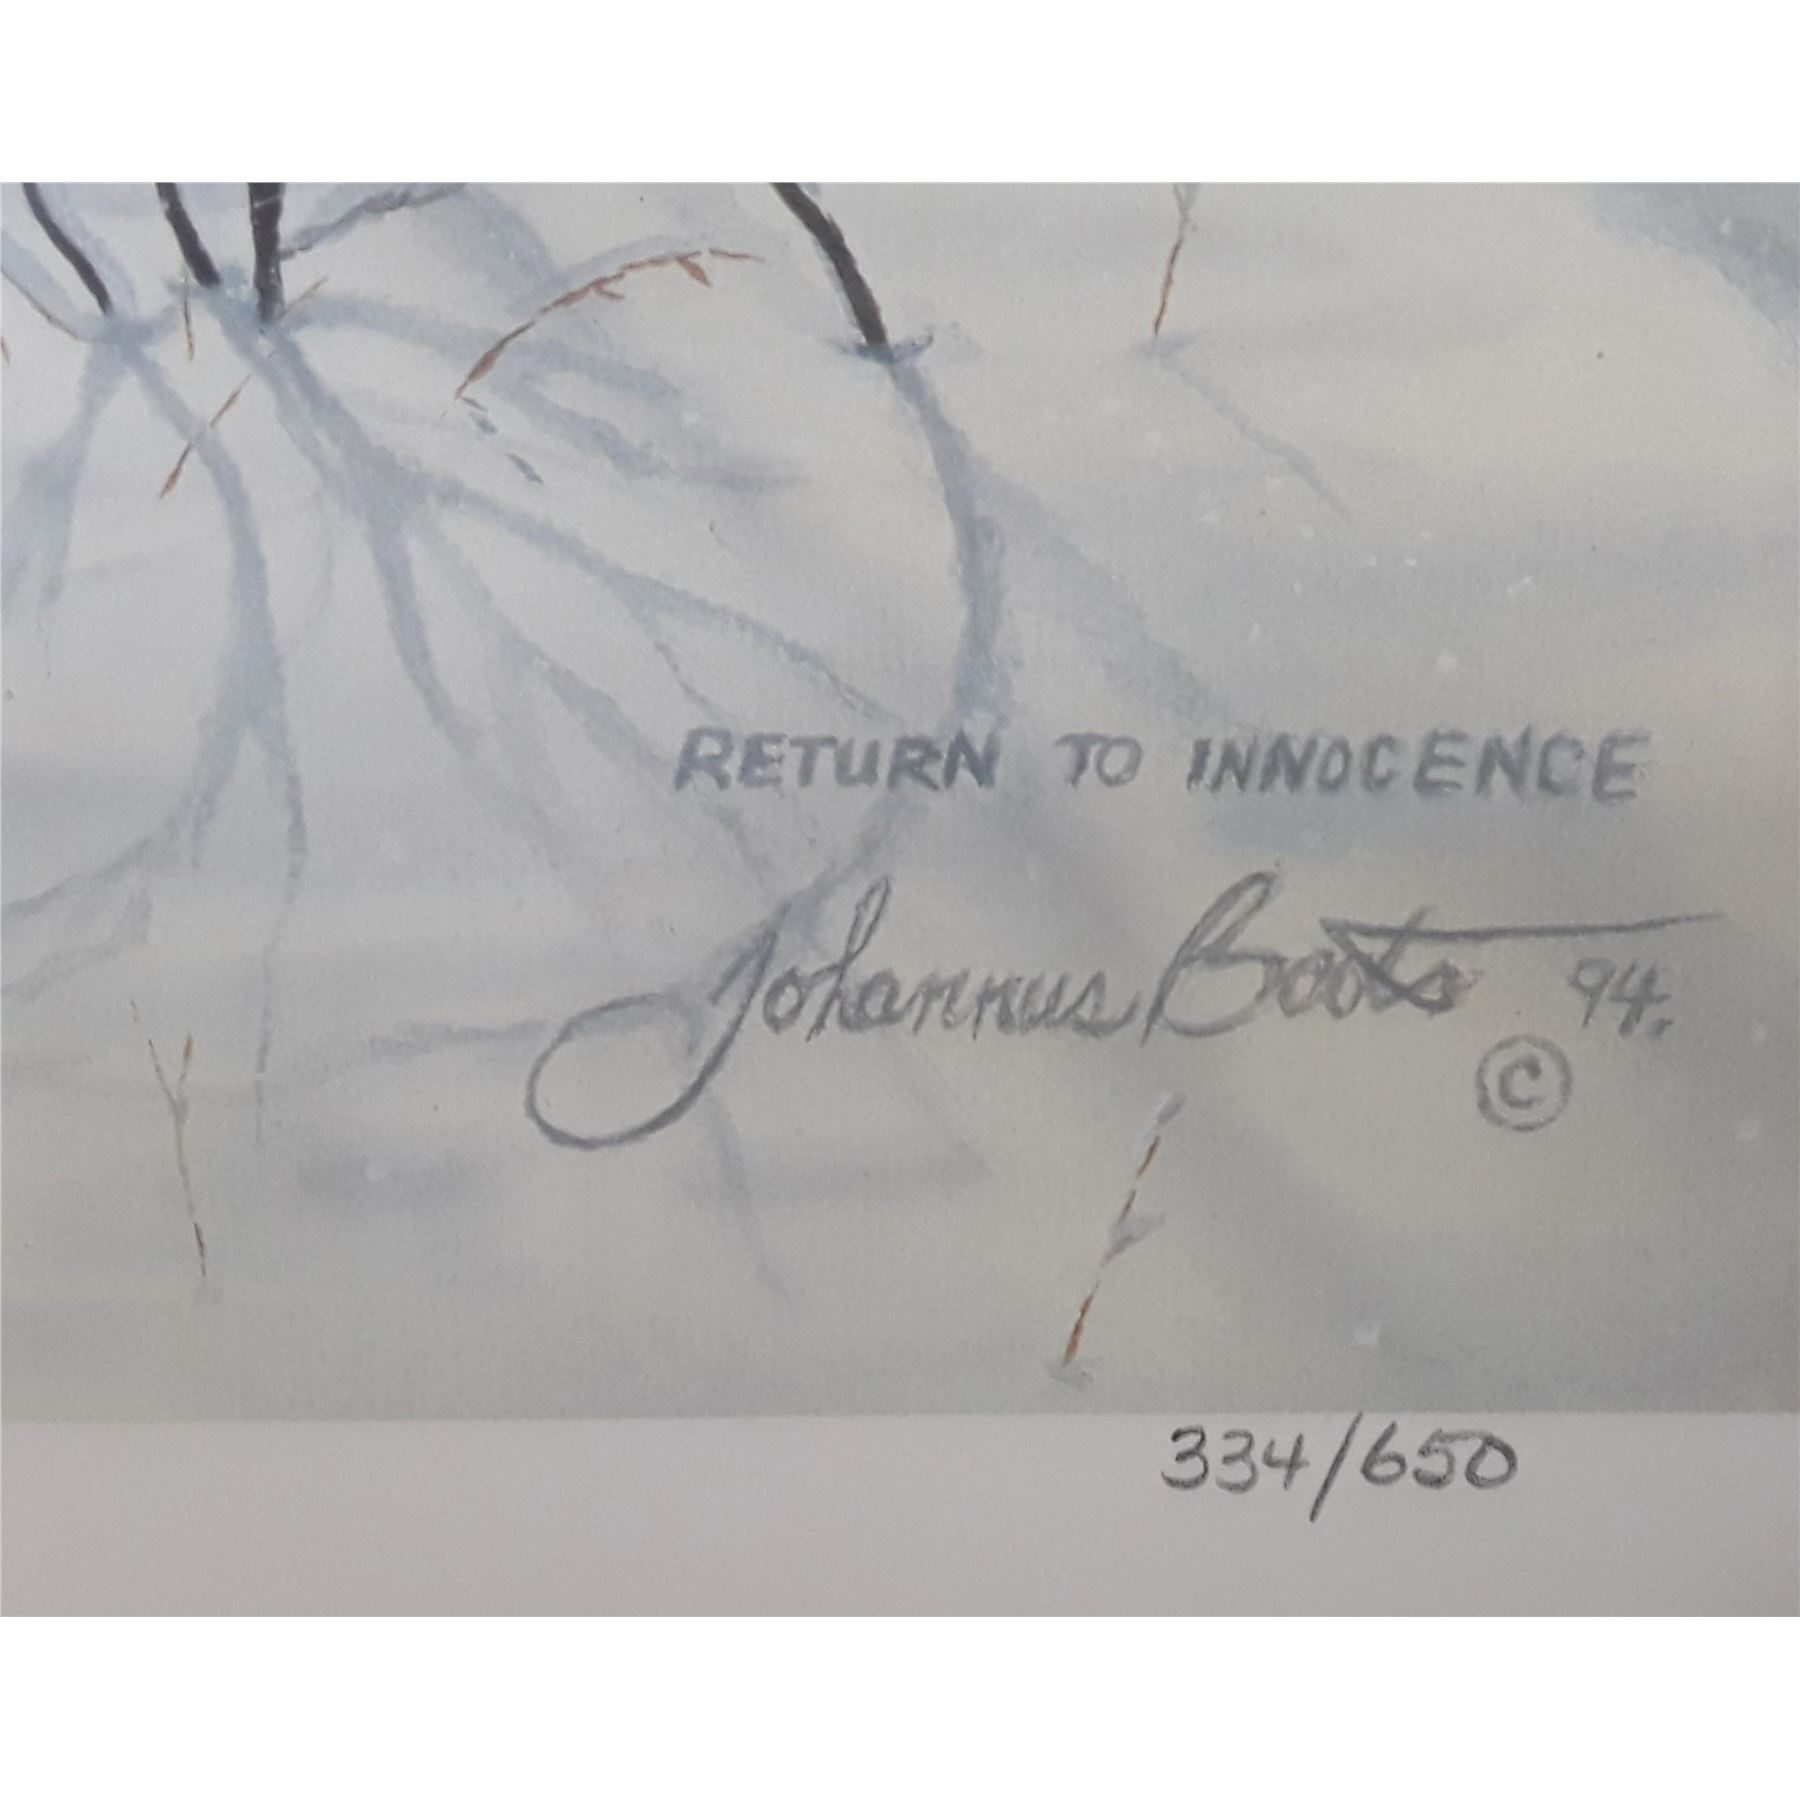 RETURN TO INNOCENCE
Johannus Boots 94.
©
334/650